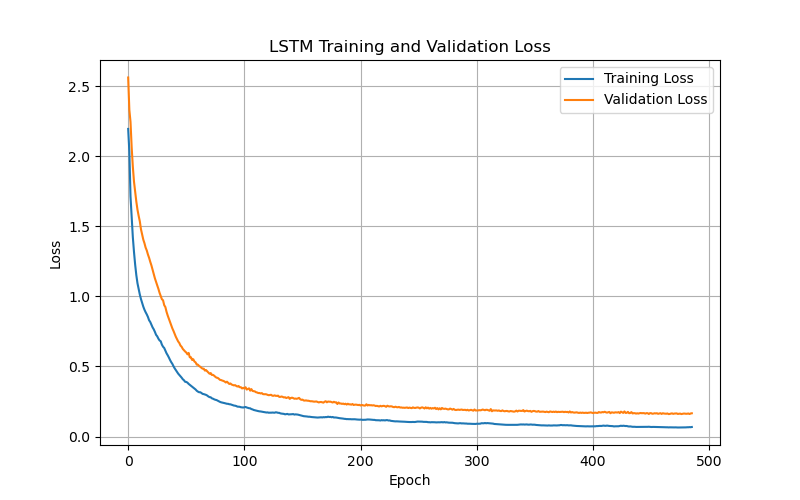 LSTM Training and Validation Loss
Training Loss
Validation Loss
2.5
2.0
1.5
1.0
0.5
0.0
Loss
0 100 200 300 400 500
Epoch